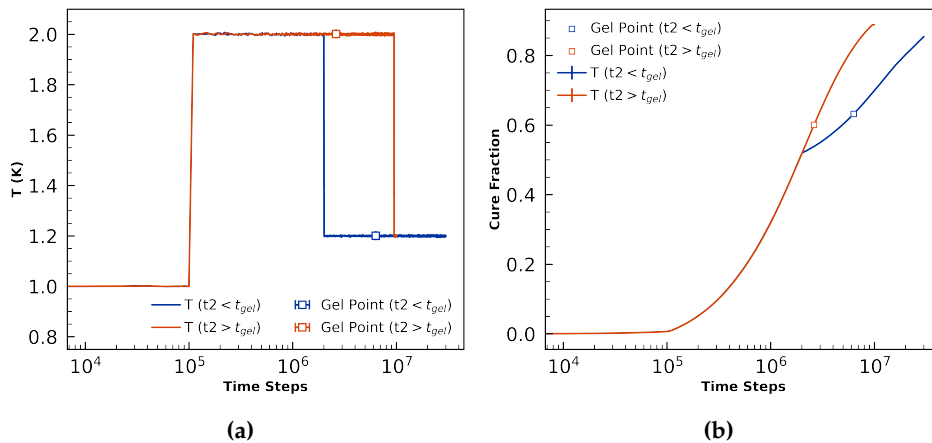 2.0
1.8
1.6
1.4
1.2
1.0
0.8
T (K)
T (t2 < t_gel)
T (t2 > t_gel)
Gel Point (t2 < t_gel)
Gel Point (t2 > t_gel)
10^4
10^5
10^6
10^7
Time Steps
(a)
0.8
0.6
0.4
0.2
0.0
Cure Fraction
Gel Point (t2 < t_gel)
Gel Point (t2 > t_gel)
T (t2 < t_gel)
T (t2 > t_gel)
10^4
10^5
10^6
10^7
Time Steps
(b)